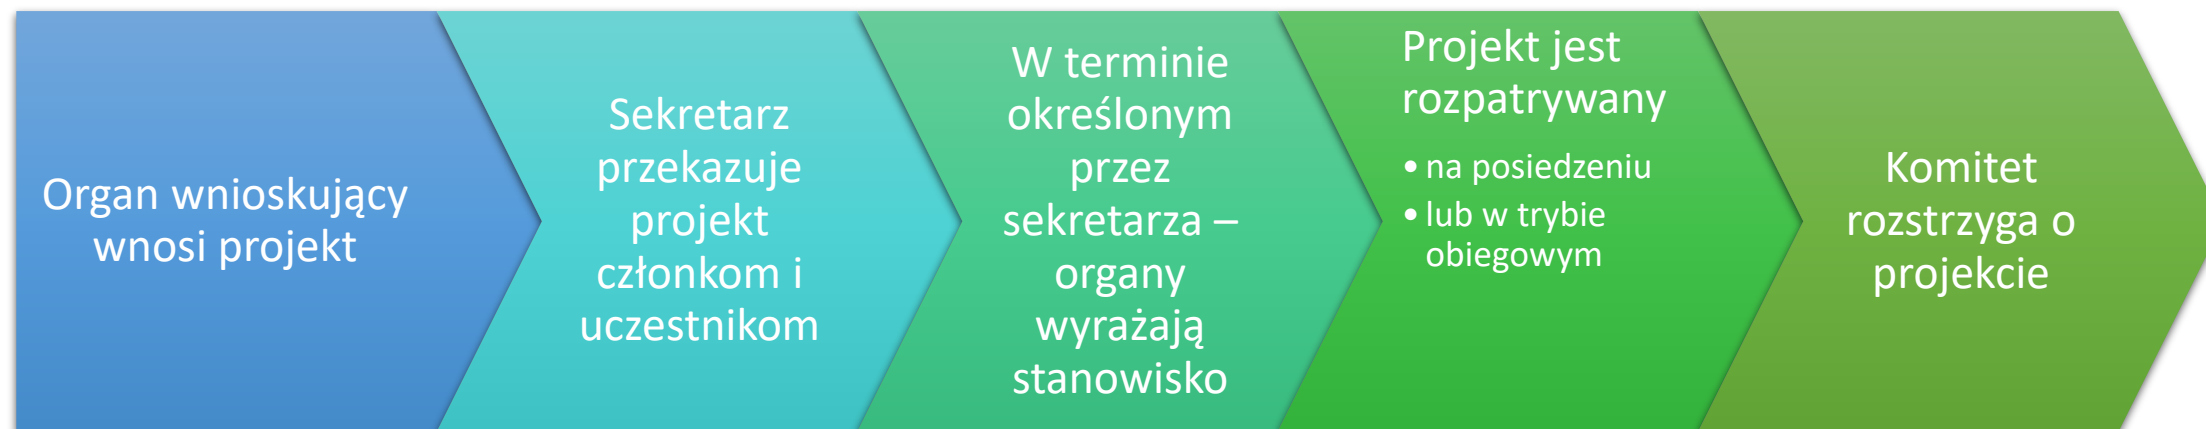 Organ wnioskujący
wnosi projekt
Sekretarz
przekazuje
projekt
członkom i
uczestnikom
W terminie
określonym
przez
sekretarza –
organy
wyrażają
stanowisko
Projekt jest
rozpatrywany
• na posiedzeniu
• lub w trybie
obiegowym
Komitet
rozstrzyga o
projekcie